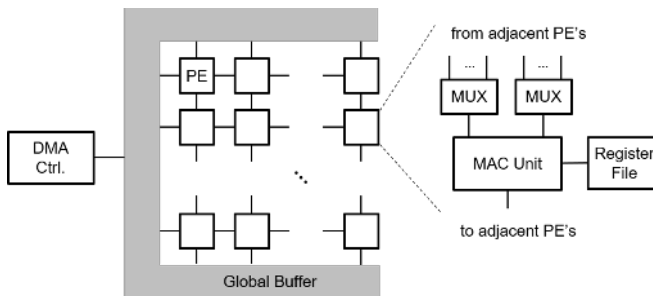 from adjacent PE's
PE
...
...
MUX
MUX
DMA
Ctrl.
MAC Unit
Register
File
to adjacent PE's
Global Buffer